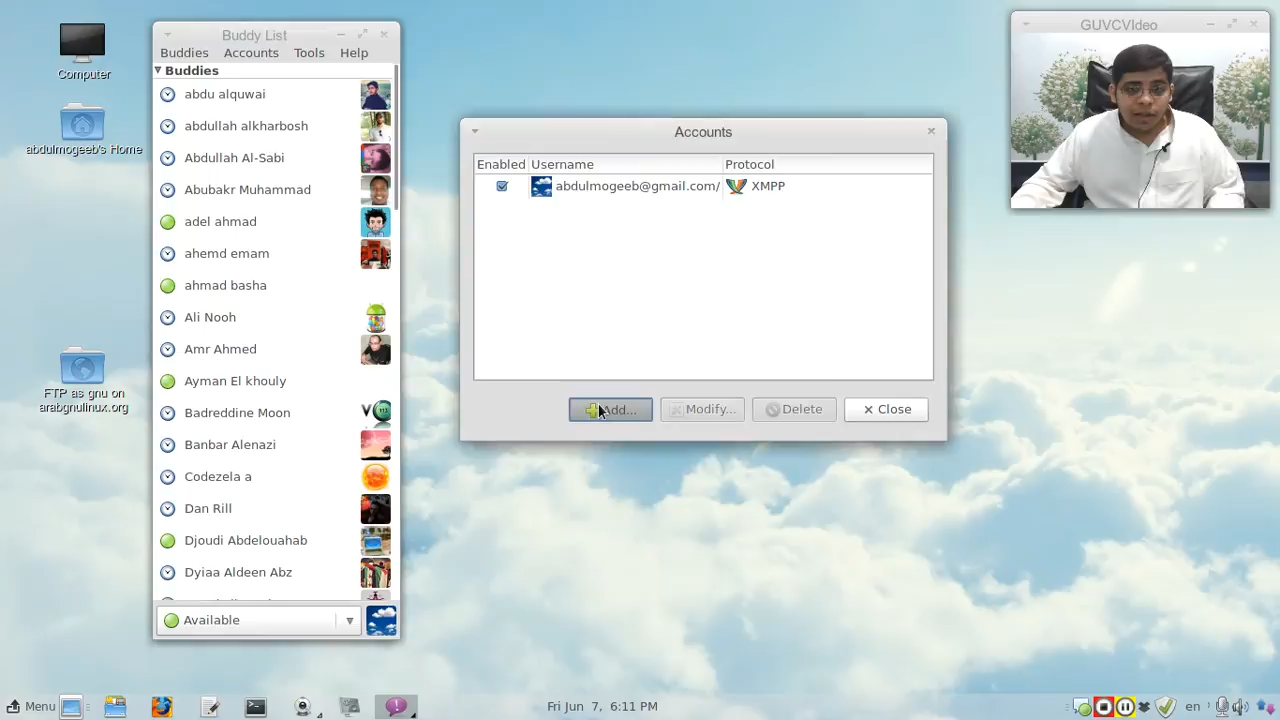 Computer
abdulmogeeb's Home
FTP as gnu on
arabgnulinux.org
Buddy List
Buddies Accounts Tools Help
Buddies
abdu alquwai
abdullah alkharbosh
Abdullah Al-Sabi
Abubakr Muhammad
adel ahmad
ahemd emam
ahmad basha
Ali Nooh
Amr Ahmed
Ayman El khouly
Badreddine Moon
Banbar Alenazi
Codezela a
Dan Rill
Djoudi Abdelouahab
Dyiaa Aldeen Abz
Available
Accounts
Enabled Username Protocol
abdulmogeeb@gmail.com/ XMPP
Add... Modify... Delete Close
GUVCVIdeo
Menu
Fri Jun 7, 6:11 PM
en